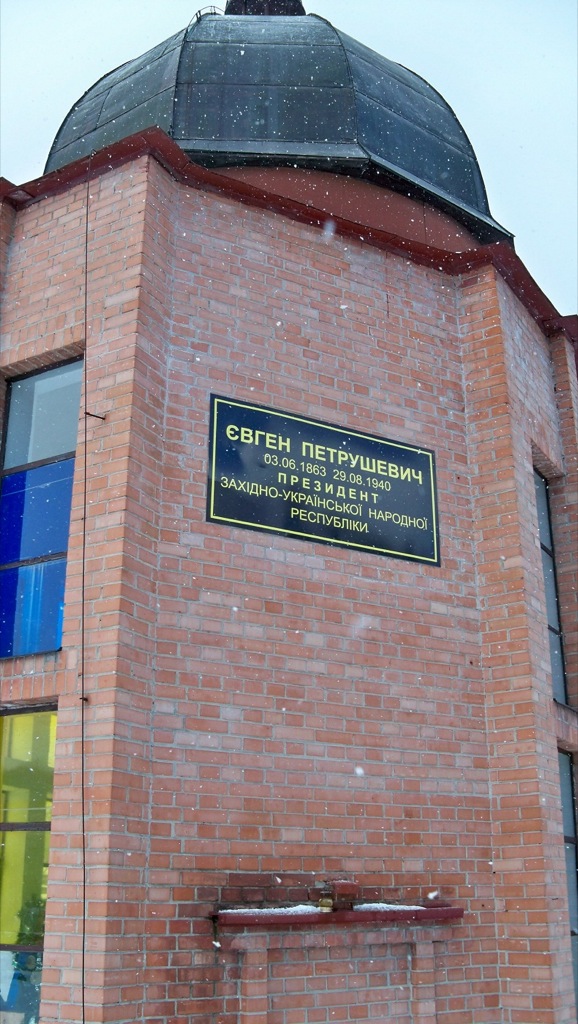 ЄВГЕН ПЕТРУШЕВИЧ
03.06.1863 29.08.1940
ПРЕЗИДЕНТ
ЗАХІДНО-УКРАЇНСЬКОЇ НАРОДНОЇ
РЕСПУБЛІКИ